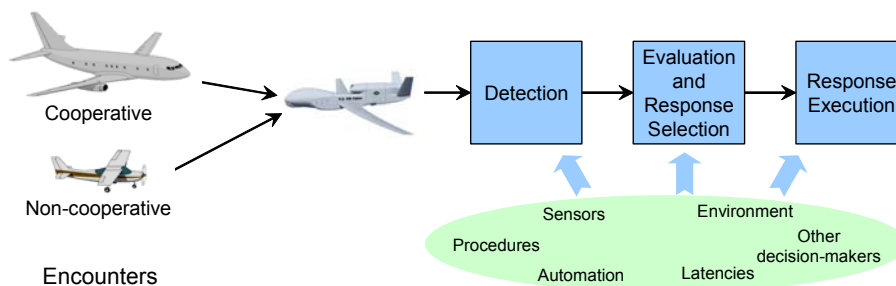 Cooperative
Non-cooperative
Encounters
Detection
Evaluation
and
Response
Selection
Response
Execution
Sensors
Environment
Procedures
Other
decision-makers
Automation
Latencies